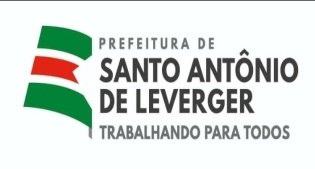 PREFEITURA DE
SANTO ANTÔNIO
DE LEVERGER
TRABALHANDO PARA TODOS